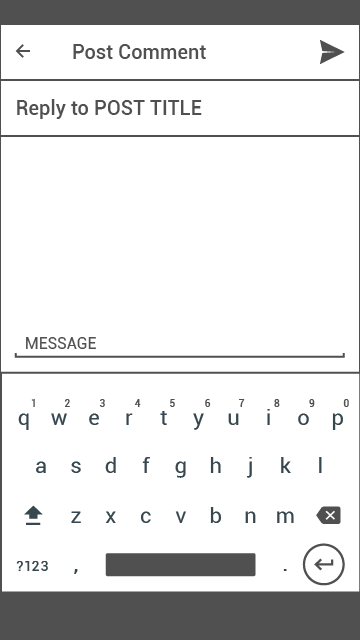 Post Comment
Reply to POST TITLE
MESSAGE
1 2 3 4 5 6 7 8 9 0
q w e r t y u i o p
a s d f g h j k l
z x c v b n m
?123 , .